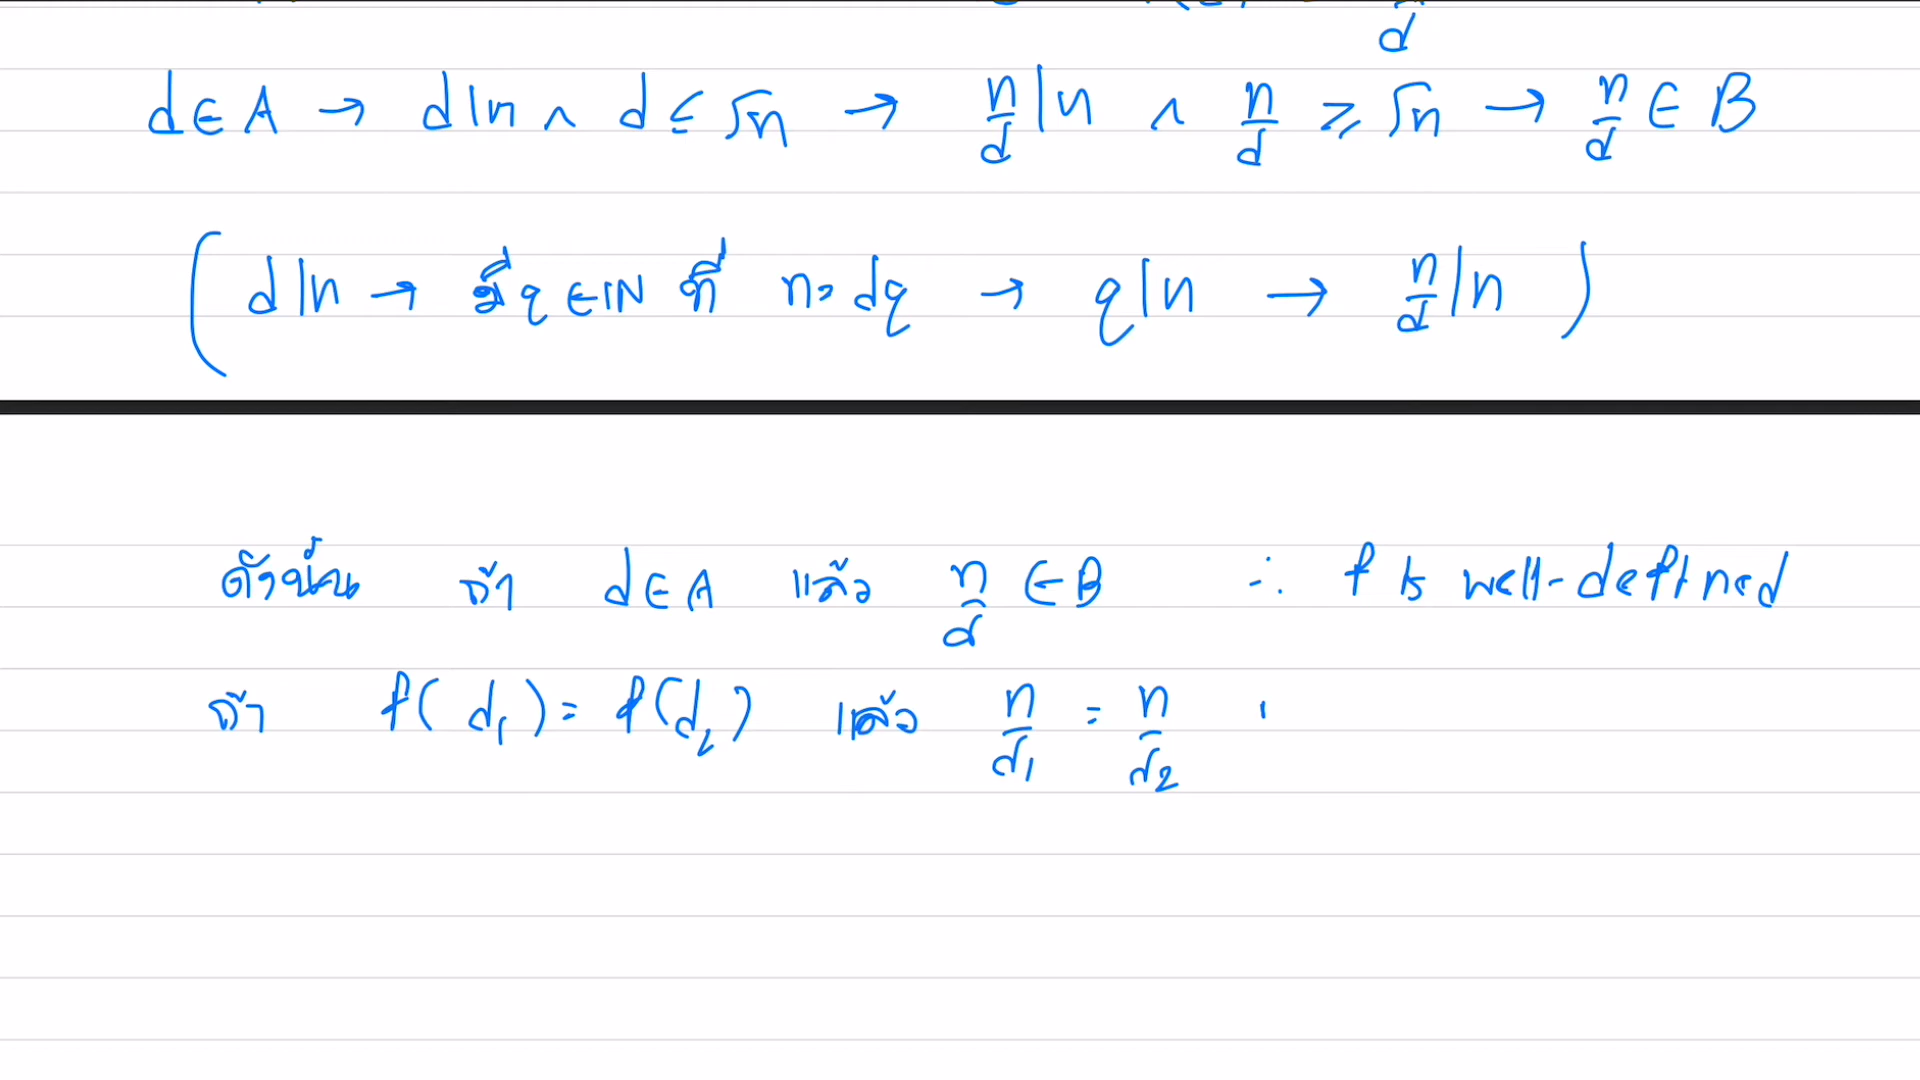 d
d∈A → d|n ∧ d ≤ √n → n/d | n ∧ n/d ≥ √n → n/d ∈ B
( d|n → มี q ∈ ℕ ที่ n = dq → q|n → n/d | n )
ดังนั้น ถ้า d∈A แล้ว n/d ∈ B ∴ f is well-defined
ถ้า f(d₁) = f(d₂) แล้ว n/d₁ = n/d₂